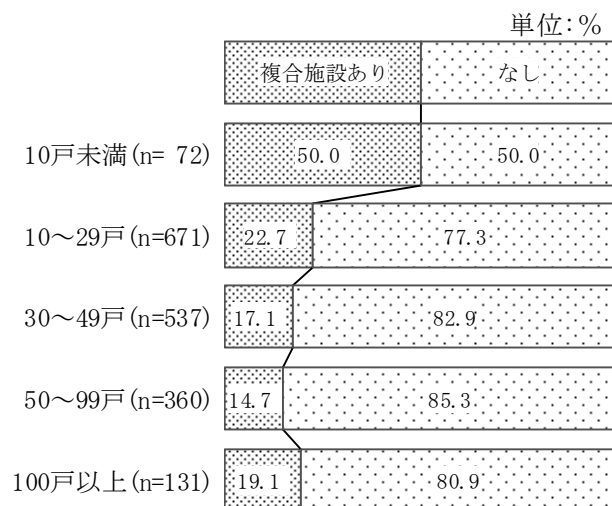 単位：％
複合施設あり なし
10戸未満(n= 72) 50.0 50.0
10～29戸(n=671) 22.7 77.3
30～49戸(n=537) 17.1 82.9
50～99戸(n=360) 14.7 85.3
100戸以上(n=131) 19.1 80.9